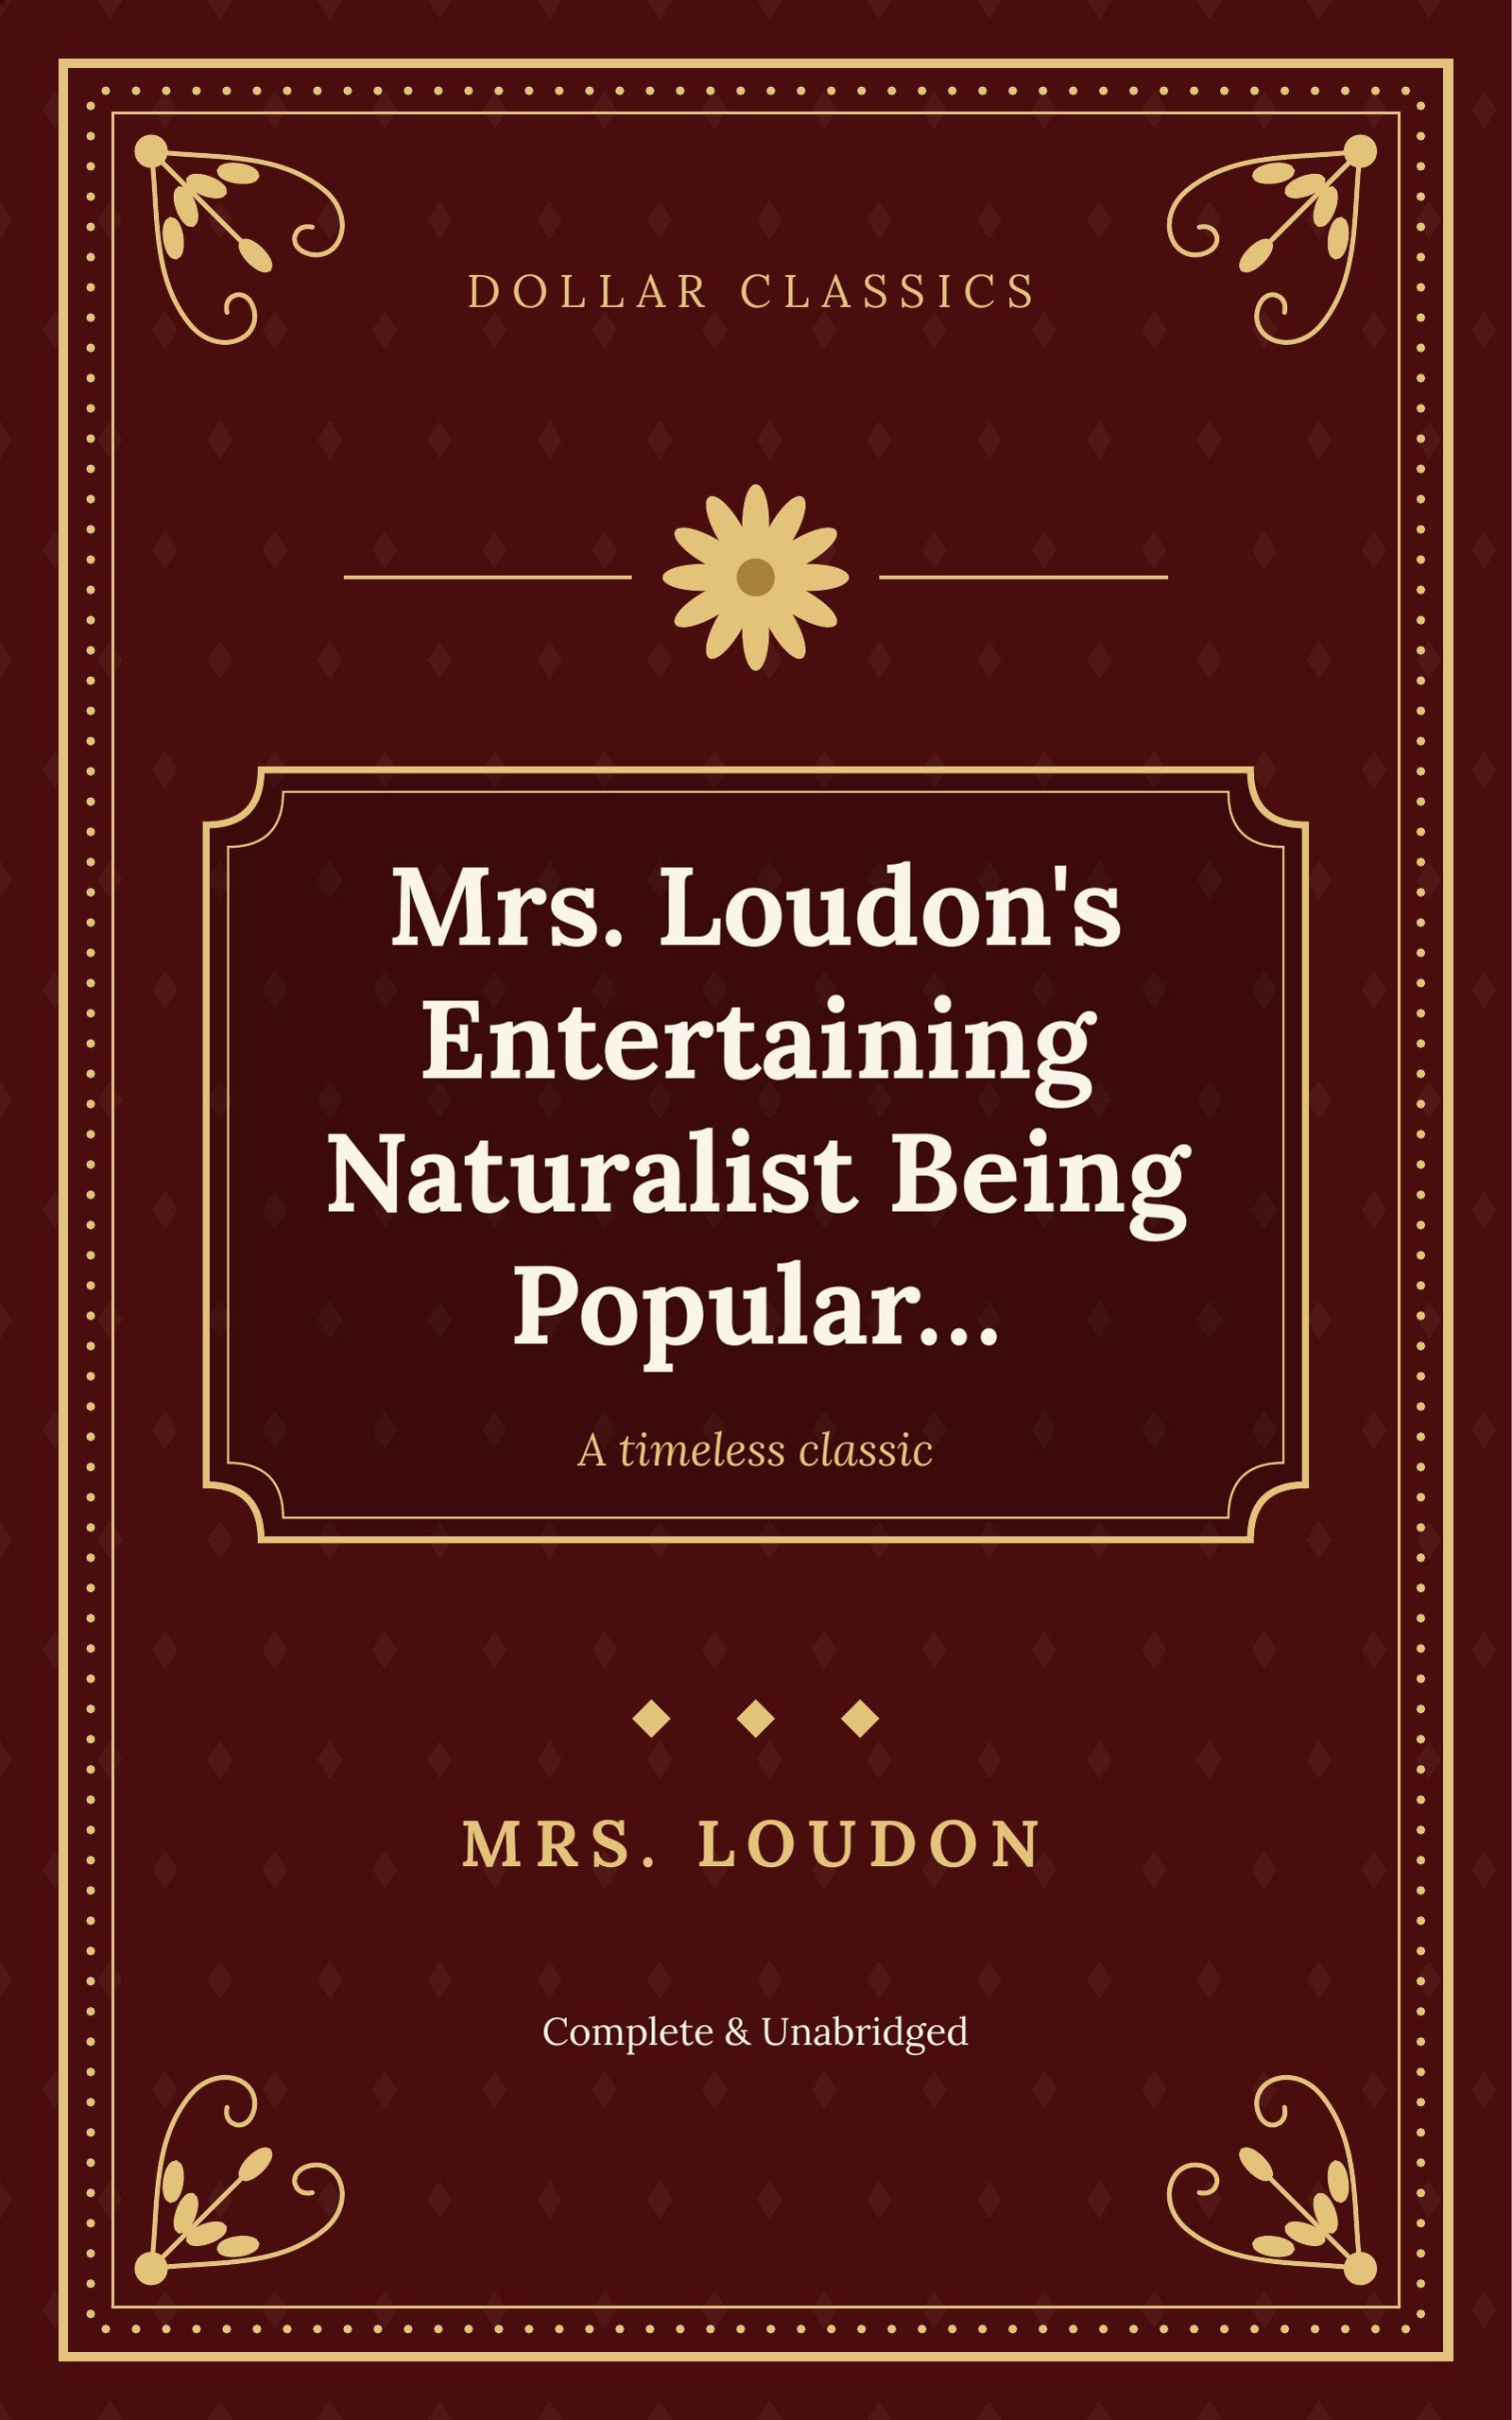 DOLLAR CLASSICS
Mrs. Loudon's
Entertaining
Naturalist Being
Popular...
A timeless classic
MRS. LOUDON
Complete & Unabridged